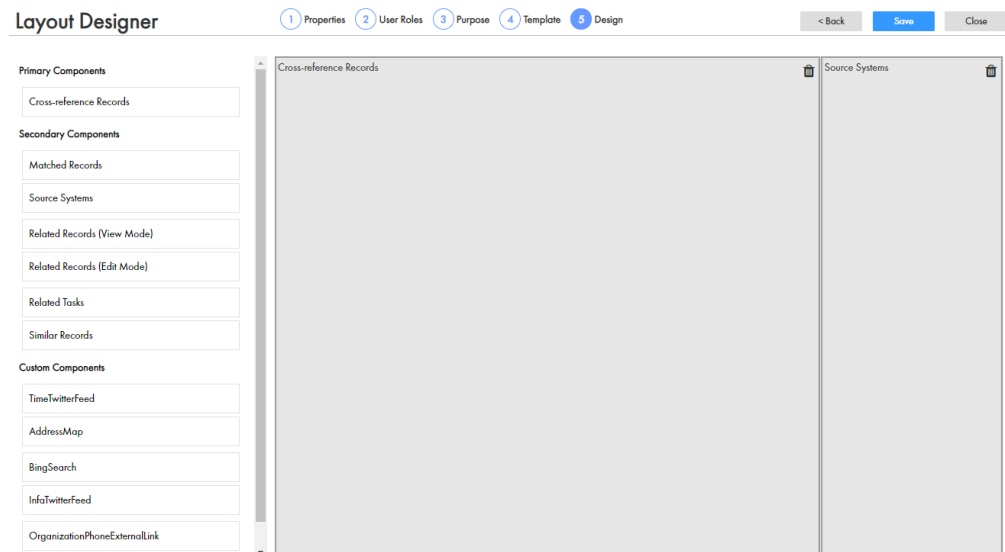 Layout Designer
1 Properties 2 User Roles 3 Purpose 4 Template 5 Design
< Back Save Close
Primary Components
Cross-reference Records
Secondary Components
Matched Records
Source Systems
Related Records (View Mode)
Related Records (Edit Mode)
Related Tasks
Similar Records
Custom Components
TimeTwitterFeed
AddressMap
BingSearch
InfaTwitterFeed
OrganizationPhoneExternalLink
Cross-reference Records
Source Systems